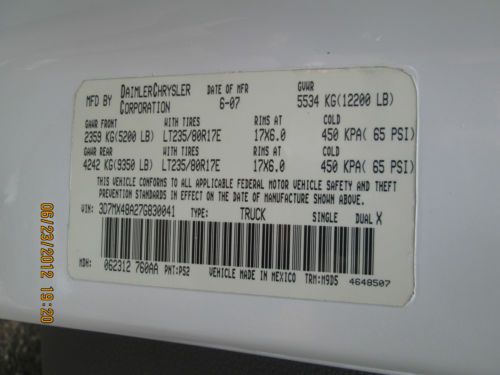 MFD BY DAIMLERCHRYSLER CORPORATION DATE OF MFR 6-07 GVWR 5534 KG(12200 LB)
GAWR FRONT WITH TIRES RIMS AT COLD
2359 KG(5200 LB) LT235/80R17E 17X6.0 450 KPA( 65 PSI)
GAWR REAR WITH TIRES RIMS AT COLD
4242 KG(9350 LB) LT235/80R17E 17X6.0 450 KPA( 65 PSI)
THIS VEHICLE CONFORMS TO ALL APPLICABLE FEDERAL MOTOR VEHICLE SAFETY AND THEFT
PREVENTION STANDARDS IN EFFECT ON THE DATE OF MANUFACTURE SHOWN ABOVE.
VIN: 3D7MX48A27G830041 TYPE: TRUCK SINGLE DUAL X
MDH: 062312 760AA PNT:PS2 VEHICLE MADE IN MEXICO TRM:M9D5
4648507
06/23/2012 19:20